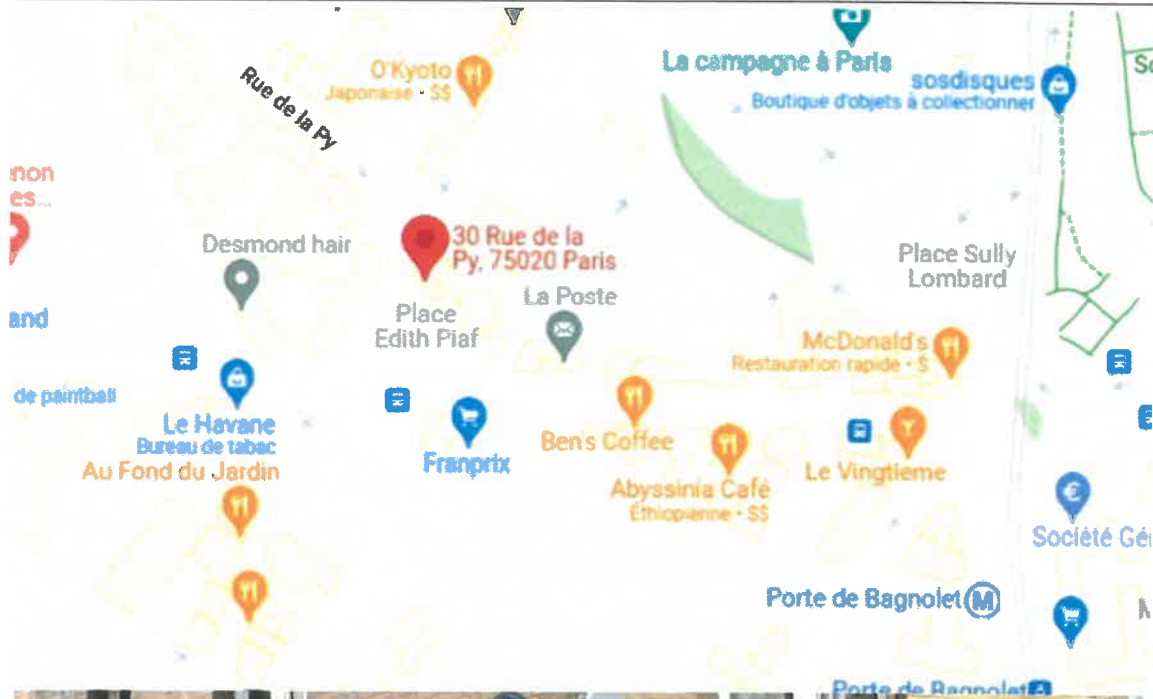 La campagne à Paris
O'Kyoto
Japonaise - $$
Rue de la Py
sosdisques
Boutique d'objets à collectionner
30 Rue de la
Py, 75020 Paris
Desmond hair
Place Sully
Lombard
La Poste
Place
Edith Piaf
McDonald's
Restauration rapide - $
de paintball
Le Havane
Bureau de tabac
Au Fond du Jardin
Franprix
Ben's Coffee
Abyssinia Café
Éthiopienne - $$
Le Vingtieme
€
Société Gé
Porte de Bagnolet M
Porte de Bagnolet